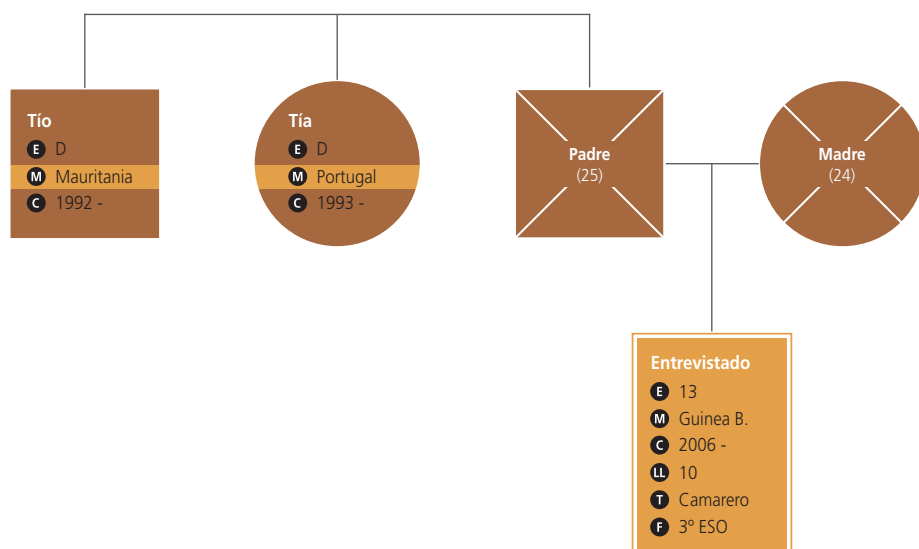 Tío
E D
M Mauritania
C 1992 -
Tía
E D
M Portugal
C 1993 -
Padre
(25)
Madre
(24)
Entrevistado
E 13
M Guinea B.
C 2006 -
LL 10
T Camarero
F 3º ESO